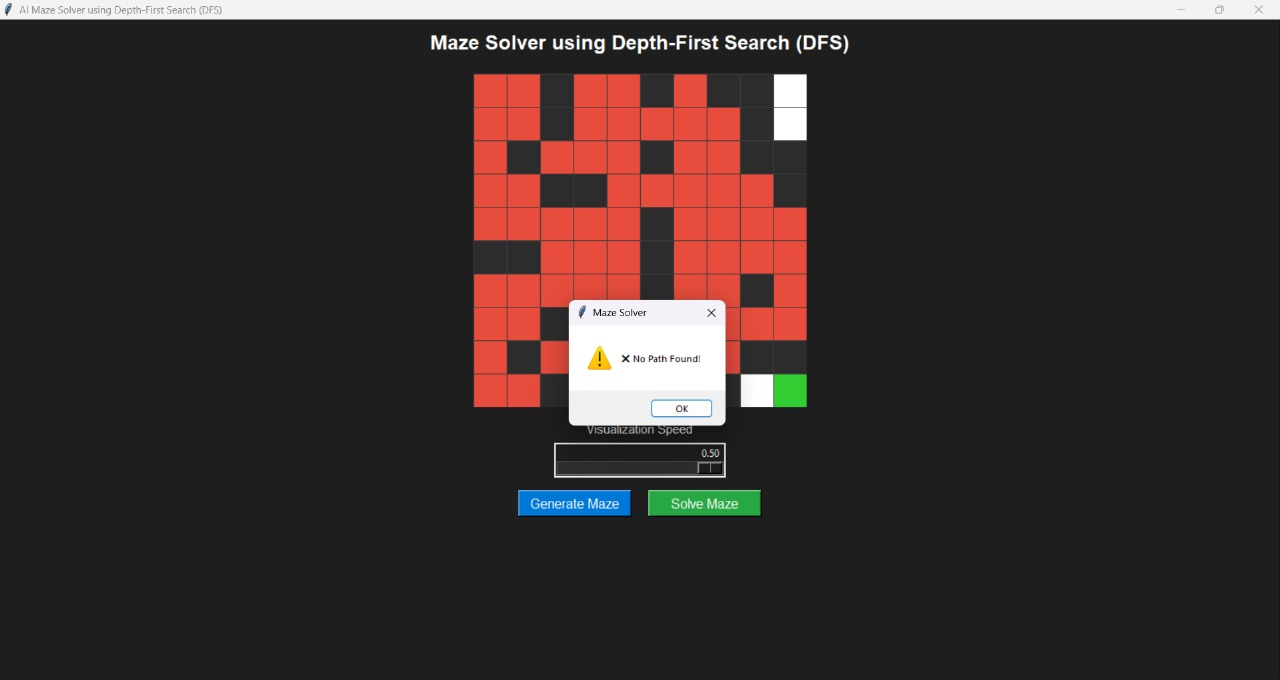 AI Maze Solver using Depth-First Search (DFS)
Maze Solver using Depth-First Search (DFS)
Maze Solver
❌ No Path Found!
OK
Visualization Speed
0.50
Generate Maze
Solve Maze